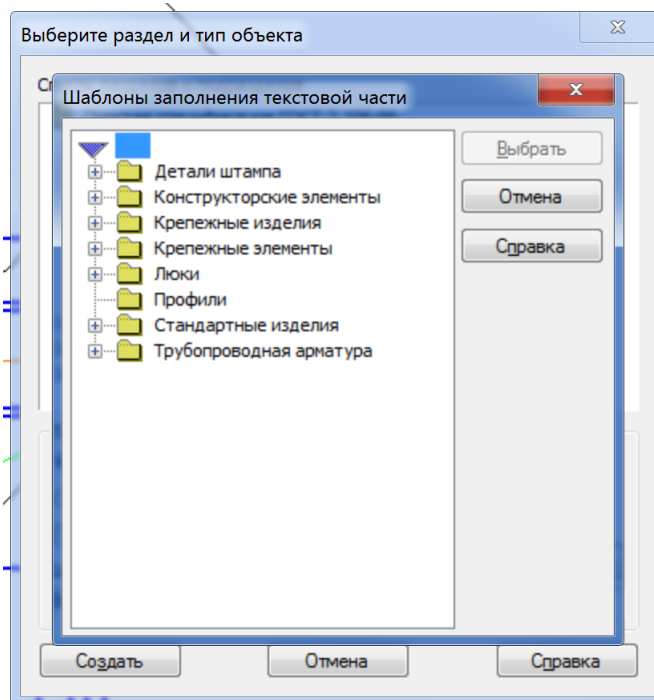 Выберите раздел и тип объекта
Шаблоны заполнения текстовой части
Выбрать
Детали штампа
Конструкторские элементы
Отмена
Крепежные изделия
Крепежные элементы
Справка
Люки
Профили
Стандартные изделия
Трубопроводная арматура
Создать
Отмена
Справка